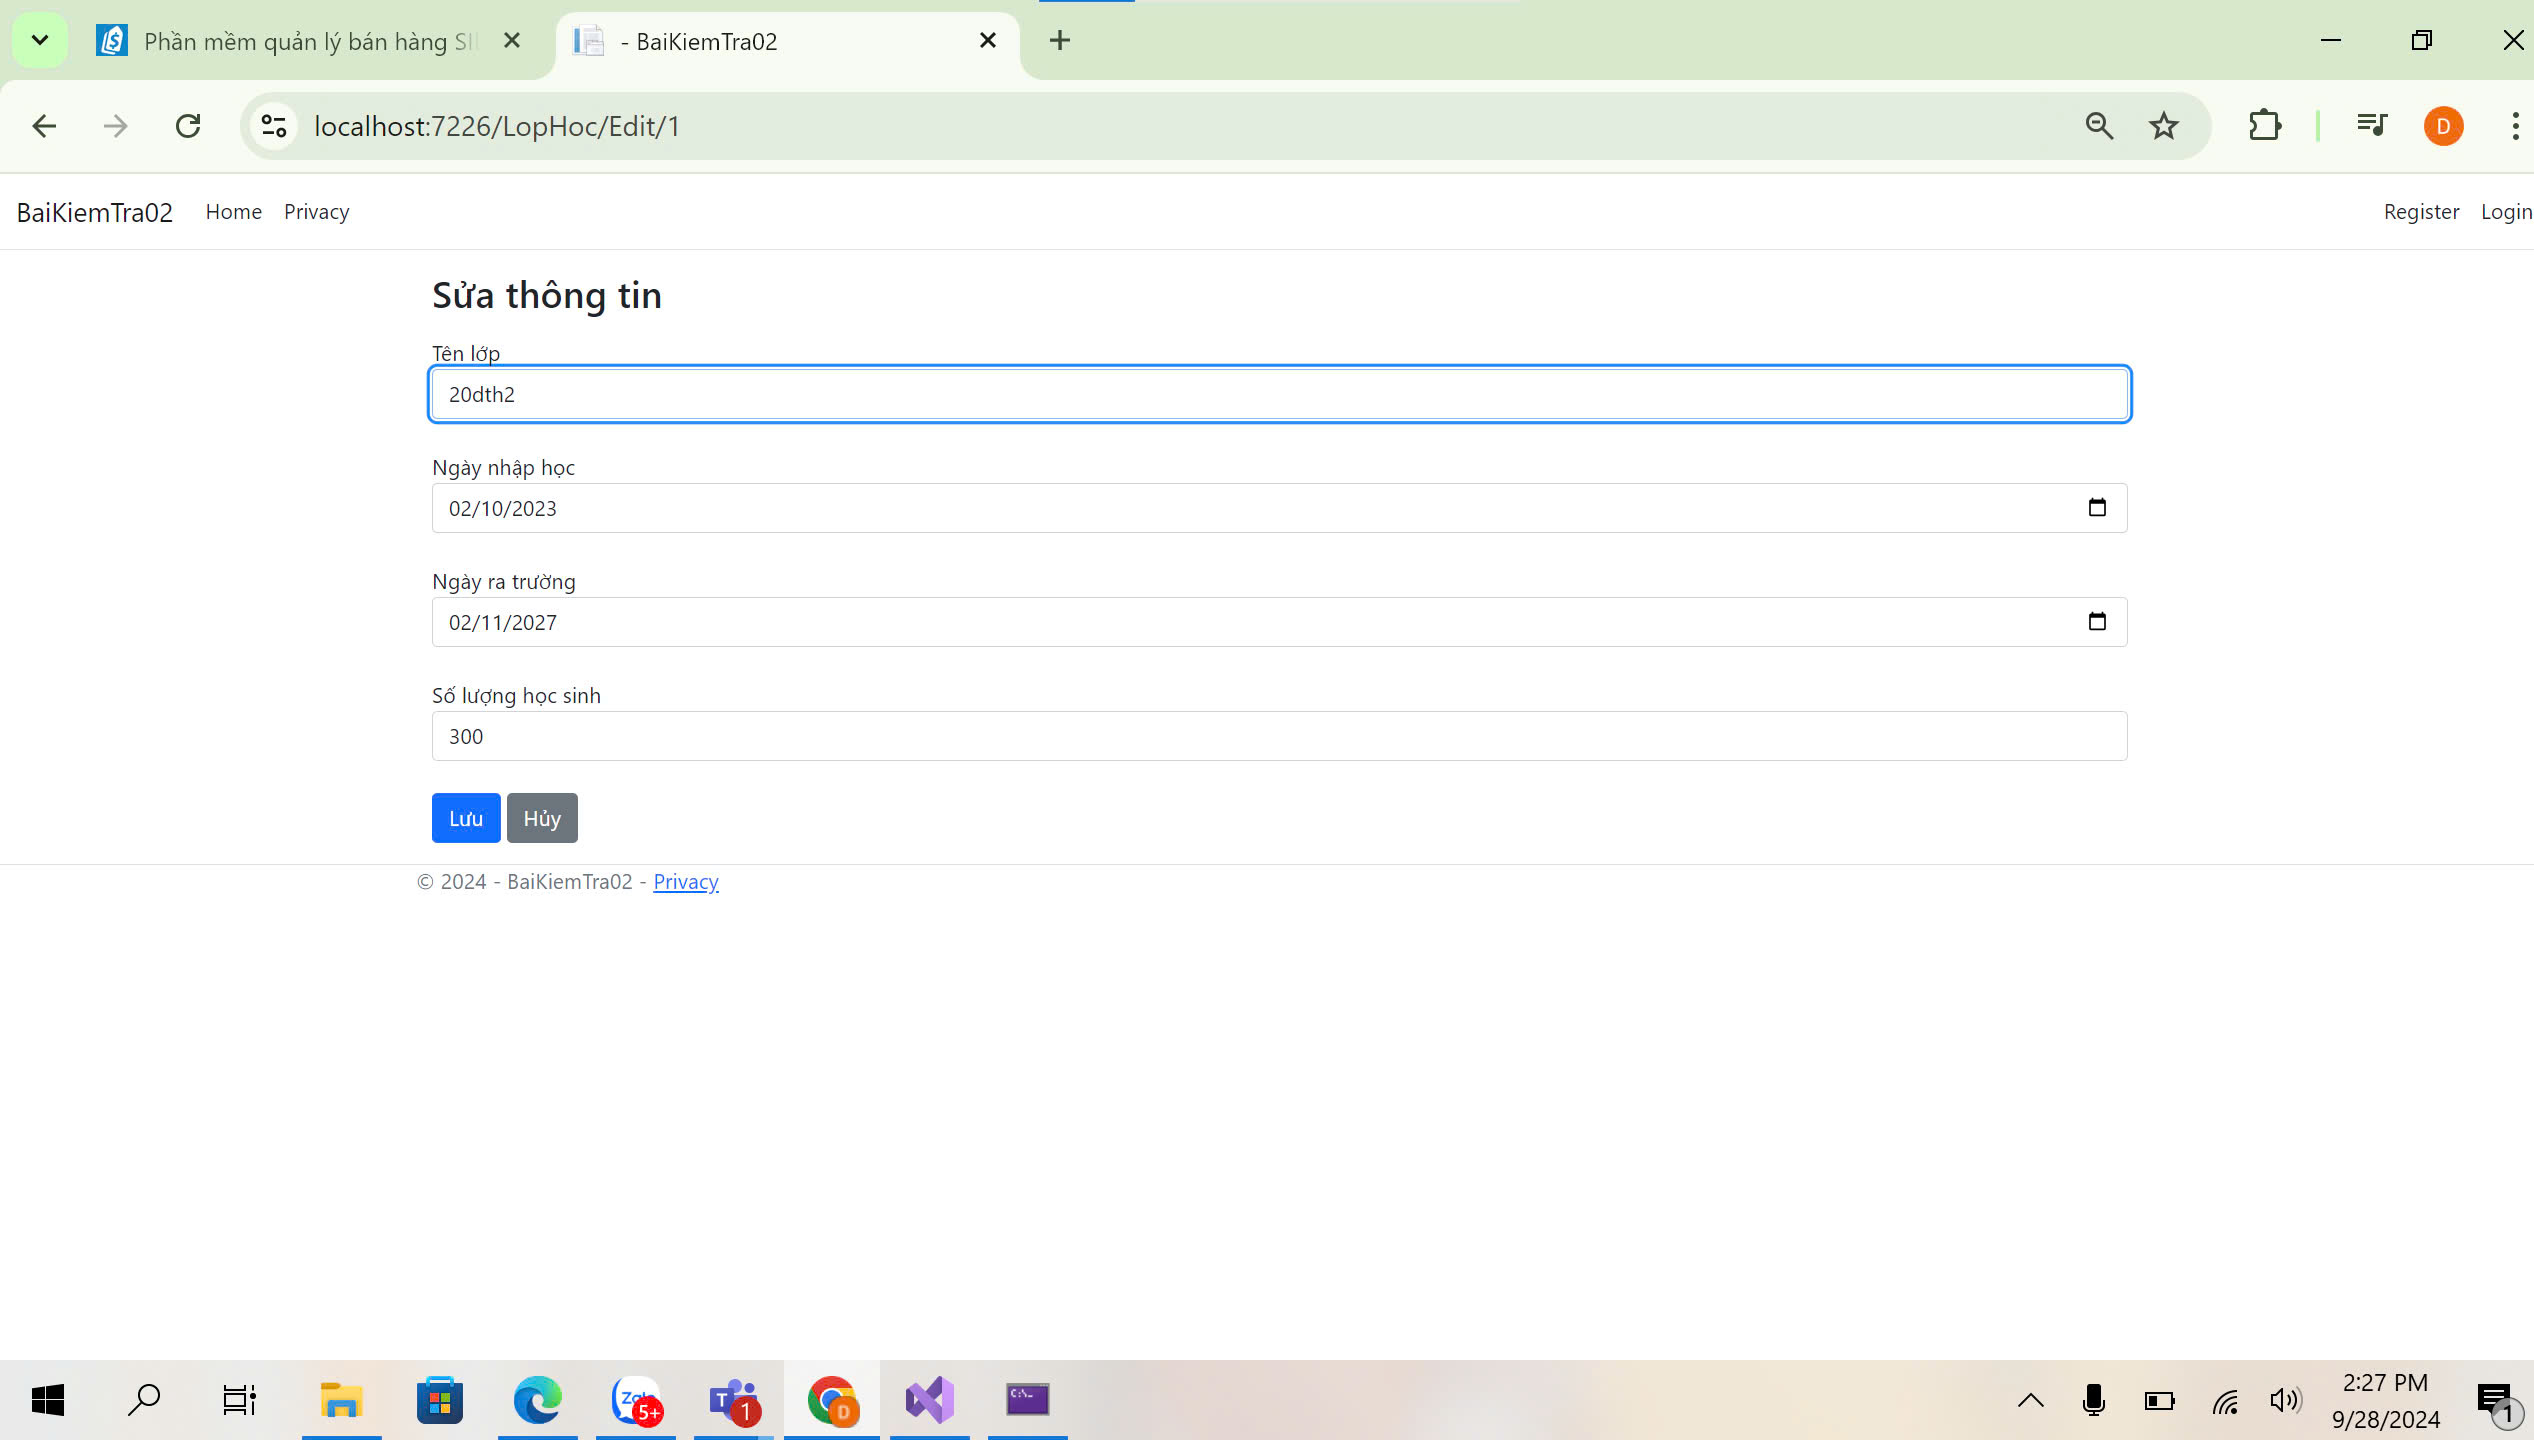 Phần mềm quản lý bán hàng
- BaiKiemTra02
localhost:7226/LopHoc/Edit/1
D
BaiKiemTra02 Home Privacy Register Login
Sửa thông tin
Tên lớp
20dth2
Ngày nhập học
02/10/2023
Ngày ra trường
02/11/2027
Số lượng học sinh
300
Lưu Hủy
© 2024 - BaiKiemTra02 - Privacy
5+
T 1
D
C:\_
2:27 PM
9/28/2024
1